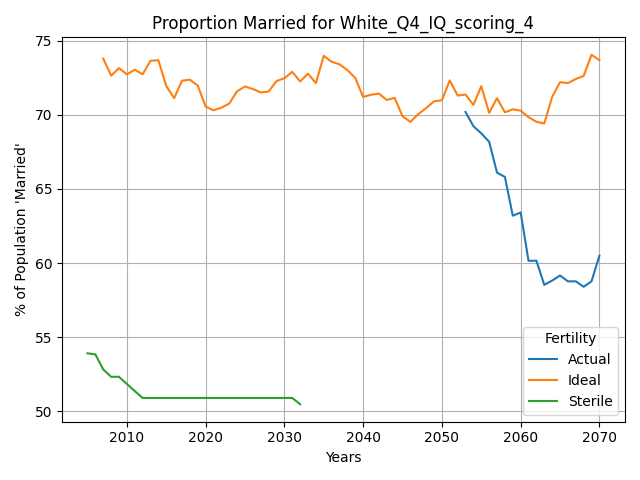 Proportion Married for White_Q4_IQ_scoring_4
% of Population 'Married'
75
70
65
60
55
50
2010 2020 2030 2040 2050 2060 2070
Years
Fertility
Actual
Ideal
Sterile